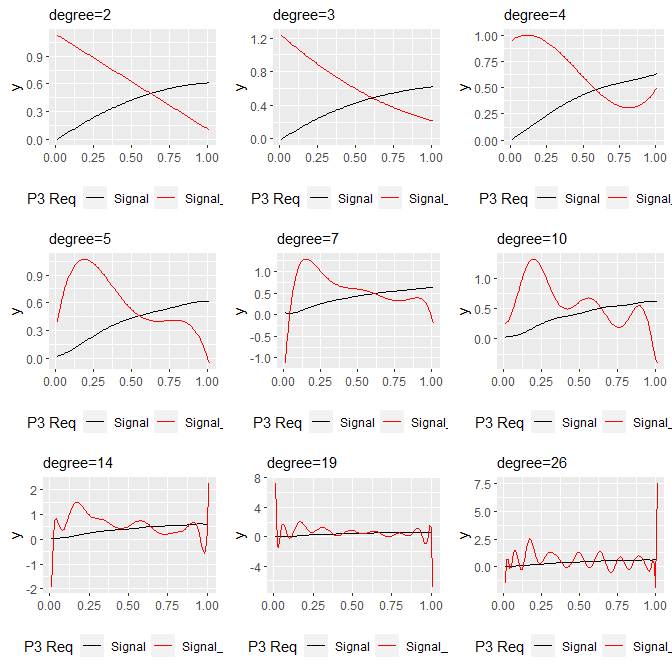 degree=2 degree=3 degree=4
y 0.0 0.3 0.6 0.9 0.00 0.25 0.50 0.75 1.00
y 0.0 0.4 0.8 1.2 0.00 0.25 0.50 0.75 1.00
y 0.00 0.25 0.50 0.75 1.00 0.00 0.25 0.50 0.75 1.00
P3 Req Signal Signal_ P3 Req Signal Signal_ P3 Req Signal Signal_
degree=5 degree=7 degree=10
y 0.0 0.3 0.6 0.9 0.00 0.25 0.50 0.75 1.00
y -1.0 -0.5 0.0 0.5 1.0 0.00 0.25 0.50 0.75 1.00
y 0.0 0.5 1.0 0.00 0.25 0.50 0.75 1.00
P3 Req Signal Signal_ P3 Req Signal Signal_ P3 Req Signal Signal_
degree=14 degree=19 degree=26
y -2 -1 0 1 2 0.00 0.25 0.50 0.75 1.00
y -4 0 4 8 0.00 0.25 0.50 0.75 1.00
y 0.0 2.5 5.0 7.5 0.00 0.25 0.50 0.75 1.00
P3 Req Signal Signal_ P3 Req Signal Signal_ P3 Req Signal Signal_